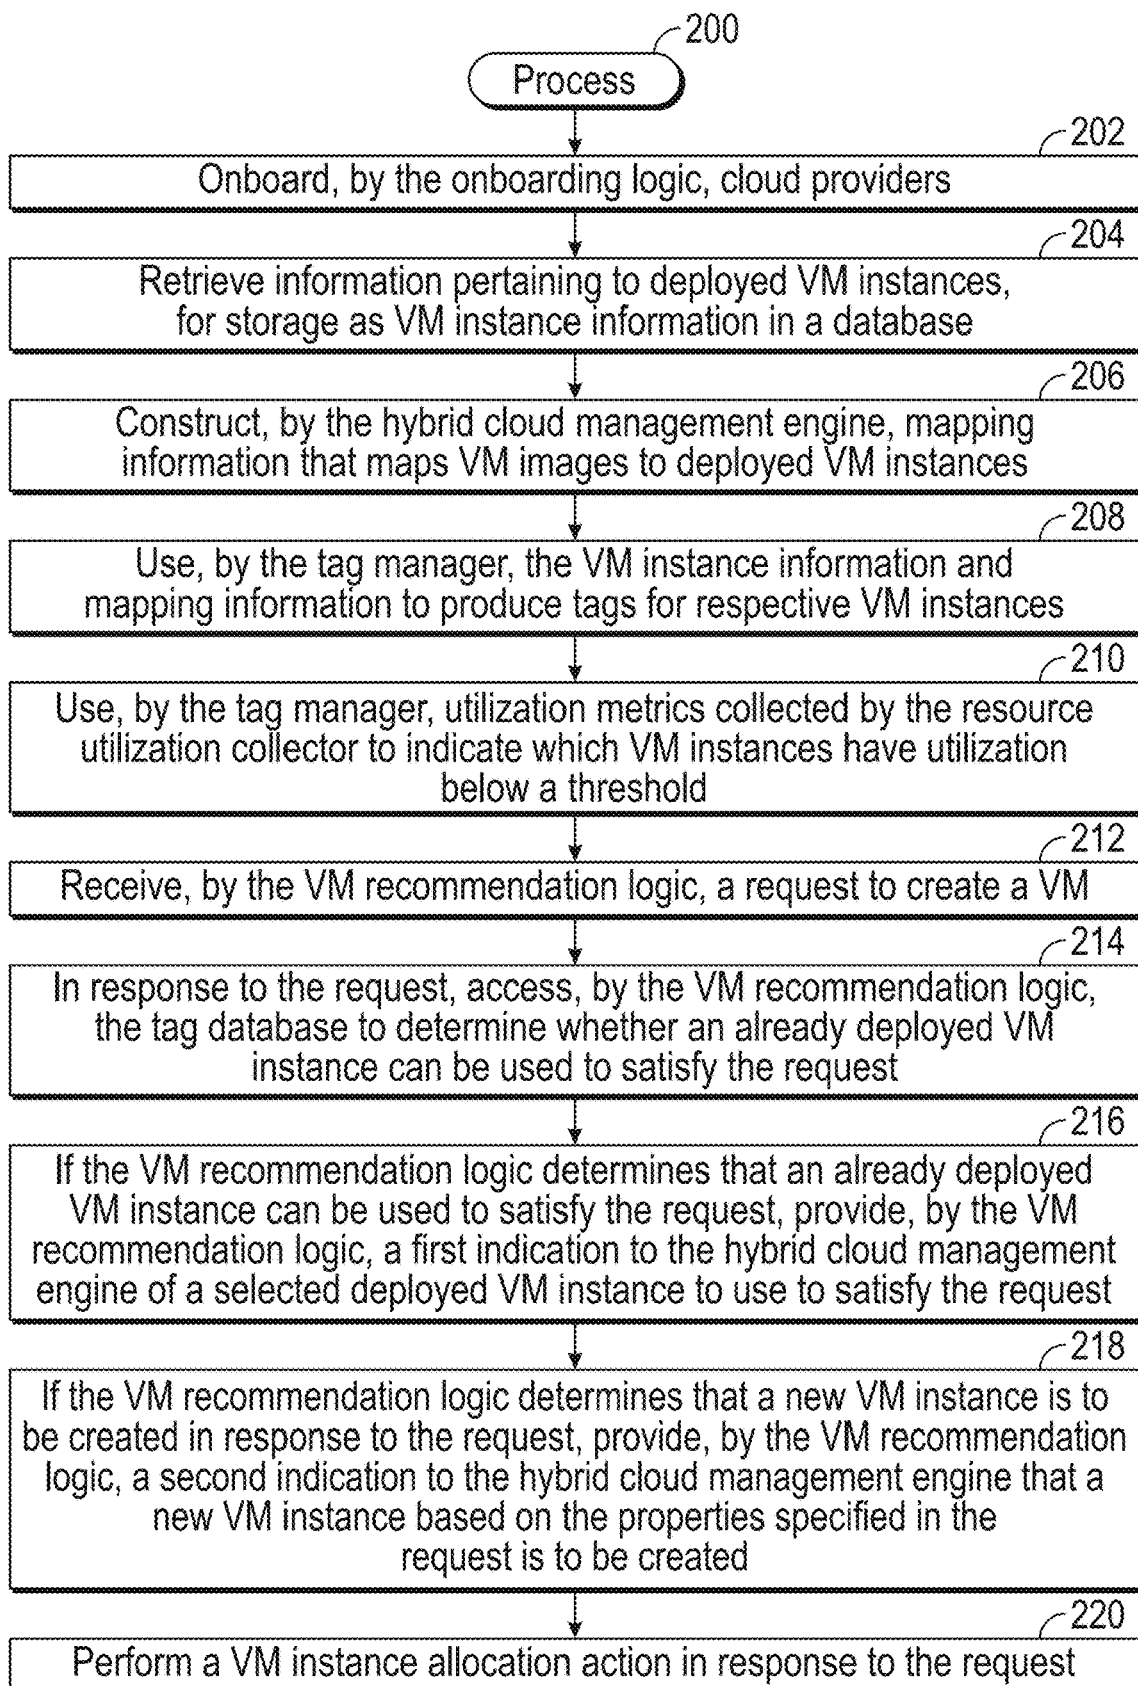 200
Process
202
Onboard, by the onboarding logic, cloud providers
204
Retrieve information pertaining to deployed VM instances,
for storage as VM instance information in a database
206
Construct, by the hybrid cloud management engine, mapping
information that maps VM images to deployed VM instances
208
Use, by the tag manager, the VM instance information and
mapping information to produce tags for respective VM instances
210
Use, by the tag manager, utilization metrics collected by the resource
utilization collector to indicate which VM instances have utilization
below a threshold
212
Receive, by the VM recommendation logic, a request to create a VM
214
In response to the request, access, by the VM recommendation logic,
the tag database to determine whether an already deployed VM
instance can be used to satisfy the request
216
If the VM recommendation logic determines that an already deployed
VM instance can be used to satisfy the request, provide, by the VM
recommendation logic, a first indication to the hybrid cloud management
engine of a selected deployed VM instance to use to satisfy the request
218
If the VM recommendation logic determines that a new VM instance is to
be created in response to the request, provide, by the VM recommendation
logic, a second indication to the hybrid cloud management engine that a
new VM instance based on the properties specified in the
request is to be created
220
Perform a VM instance allocation action in response to the request